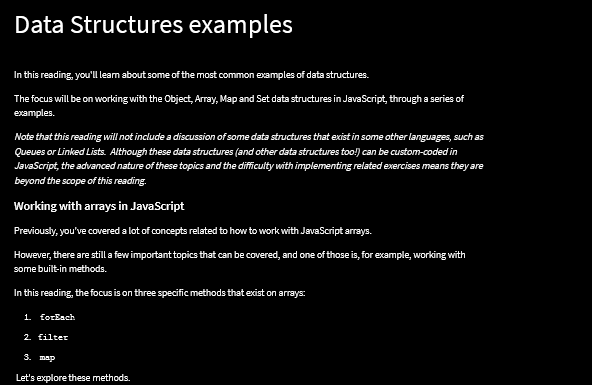 Data Structures examples
In this reading, you'll learn about some of the most common examples of data structures.
The focus will be on working with the Object, Array, Map and Set data structures in JavaScript, through a series of
examples.
Note that this reading will not include a discussion of some data structures that exist in some other languages, such as
Queues or Linked Lists. Although these data structures (and other data structures too!) can be custom-coded in
JavaScript, the advanced nature of these topics and the difficulty with implementing related exercises means they are
beyond the scope of this reading.
Working with arrays in JavaScript
Previously, you've covered a lot of concepts related to how to work with JavaScript arrays.
However, there are still a few important topics that can be covered, and one of those is, for example, working with
some built-in methods.
In this reading, the focus is on three specific methods that exist on arrays:
1. forEach
2. filter
3. map
Let's explore these methods.